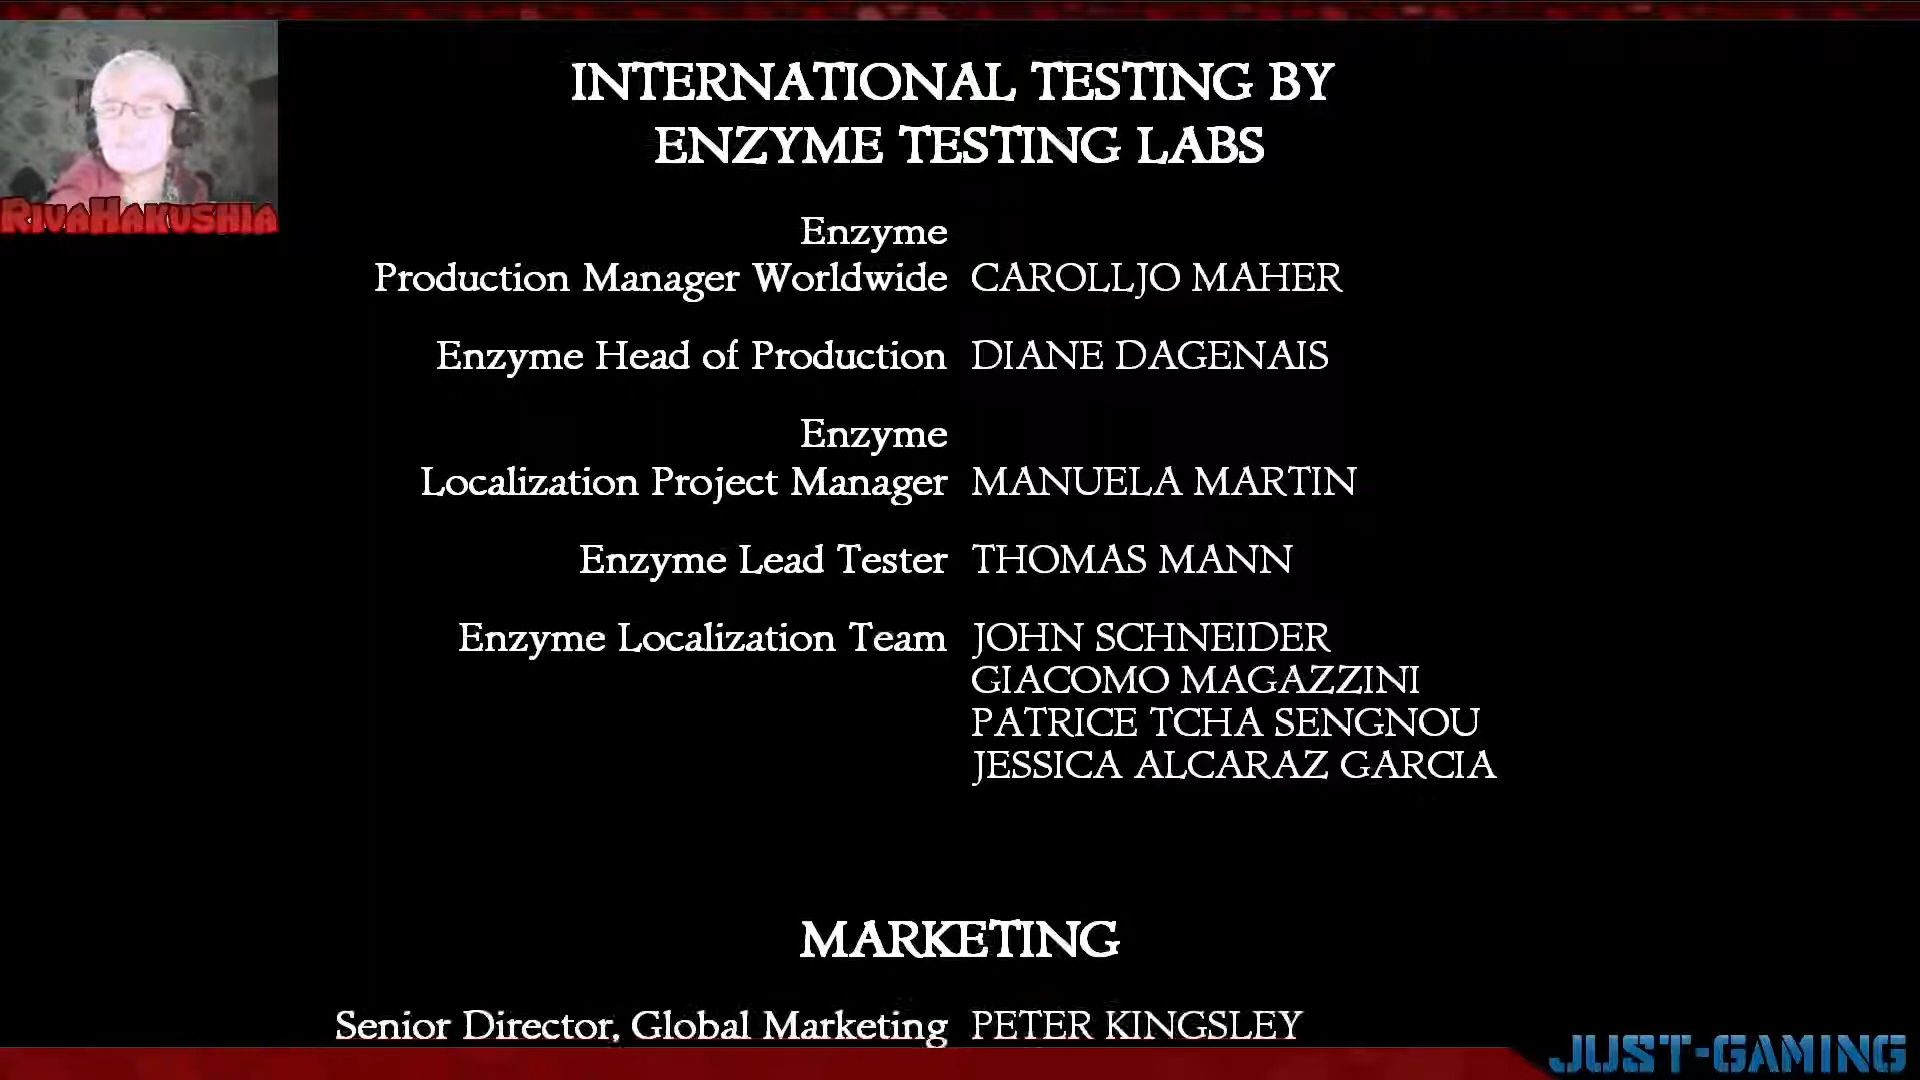 INTERNATIONAL TESTING BY
ENZYME TESTING LABS
Enzyme
Production Manager Worldwide CAROLLJO MAHER
Enzyme Head of Production DIANE DAGENAIS
Enzyme
Localization Project Manager MANUELA MARTIN
Enzyme Lead Tester THOMAS MANN
Enzyme Localization Team JOHN SCHNEIDER
GIACOMO MAGAZZINI
PATRICE TCHA SENGNOU
JESSICA ALCARAZ GARCIA
MARKETING
Senior Director, Global Marketing PETER KINGSLEY
RIVAHAKUSHIA
JUST-GAMING